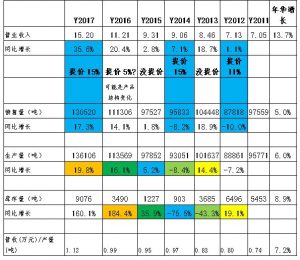 Y2017 Y2016 Y2015 Y2014 Y2013 Y2012 Y2011 年华增长
营业收入 15.20 11.21 9.31 9.06 8.46 7.13 7.05 13.7%
同比增长 35.6% 20.4% 2.8% 7.1% 18.7% 1.1%
提价 15% 提价 5%? 没提价 提价 15% 没提价 提价 11%
可能是产品结构变化
销售量（吨） 130520 111306 97527 95833 104448 87818 97559 5.0%
同比增长 17.3% 14.1% 1.8% -8.2% 18.9% -10.0%
生产量（吨） 136106 113569 97852 93081 101637 88861 95771 6.0%
同比增长 19.8% 16.1% 5.2% -8.4% 14.4% -7.2%
库存量（吨） 9076 3490 1227 903 3685 6496 5453 8.9%
同比增长 160.1% 184.4% 35.9% -75.5% -43.3% 19.1%
营收(万元)/产量(吨) 1.12 0.99 0.95 0.97 0.83 0.80 0.74 7.2%